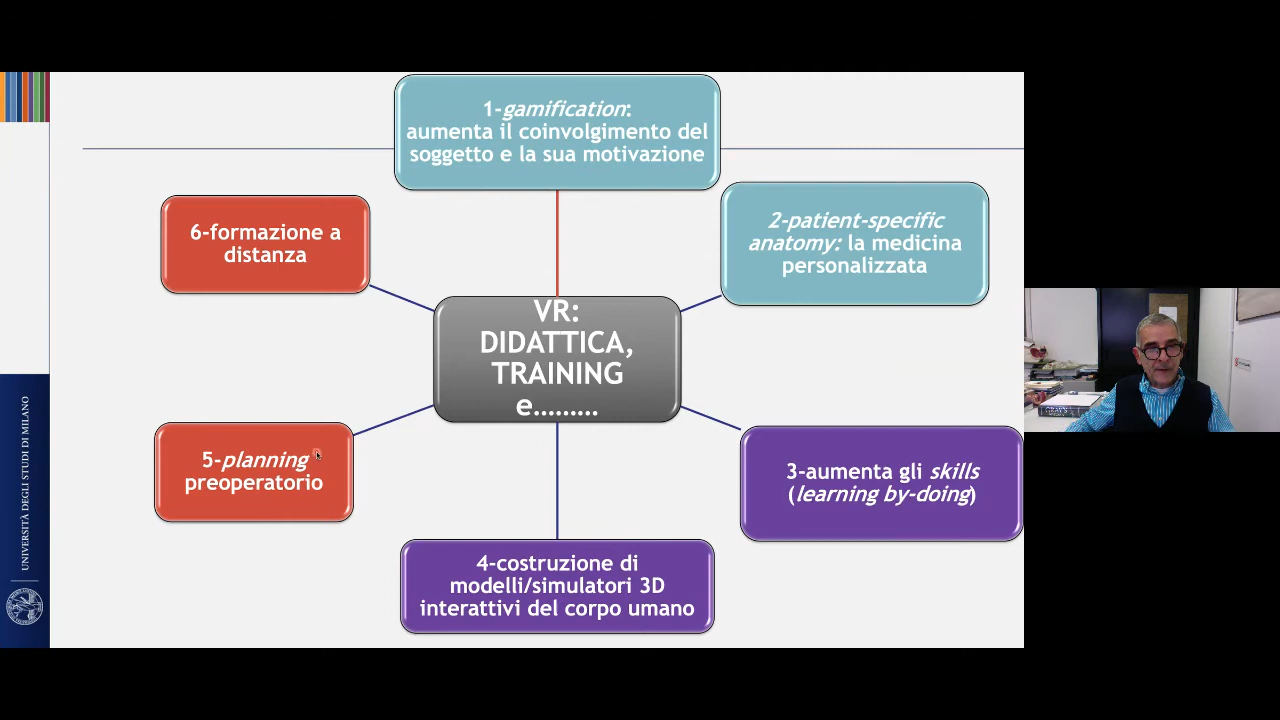 1-gamification:
aumenta il coinvolgimento del
soggetto e la sua motivazione
2-patient-specific
anatomy: la medicina
personalizzata
3-aumenta gli skills
(learning by-doing)
4-costruzione di
modelli/simulatori 3D
interattivi del corpo umano
5-planning
preoperatorio
6-formazione a
distanza
VR:
DIDATTICA,
TRAINING
e.........
UNIVERSITÀ DEGLI STUDI DI MILANO